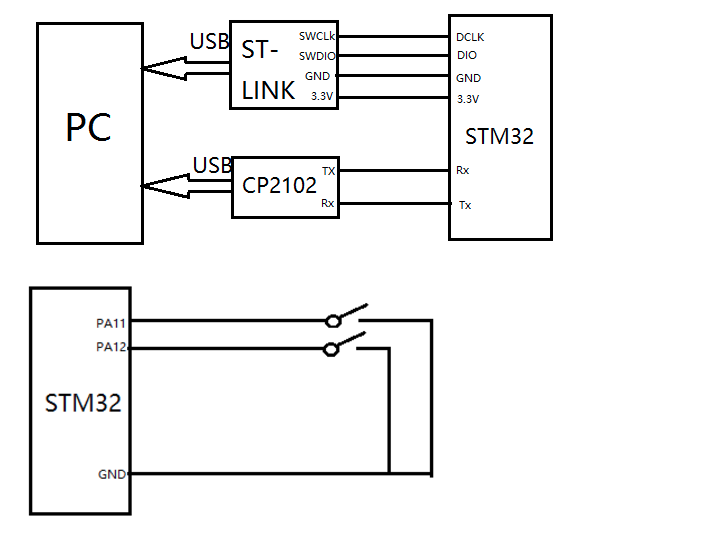 PC
USB
ST-
LINK
SWCLk
SWDIO
GND
3.3V
DCLK
DIO
GND
3.3V
STM32
USB
CP2102
TX
Rx
Rx
Tx
PA11
PA12
STM32
GND